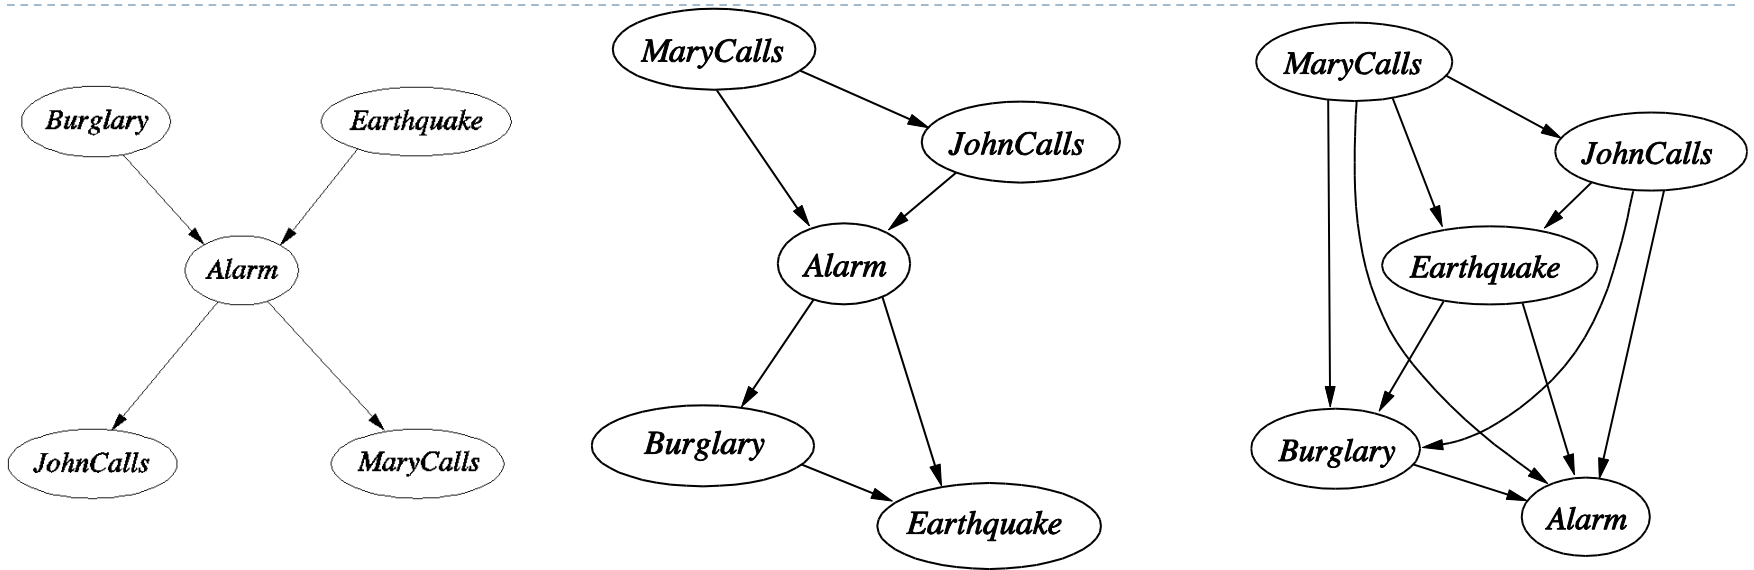 Burglary
Earthquake
Alarm
JohnCalls
MaryCalls
MaryCalls
JohnCalls
Alarm
Burglary
Earthquake
MaryCalls
JohnCalls
Earthquake
Burglary
Alarm